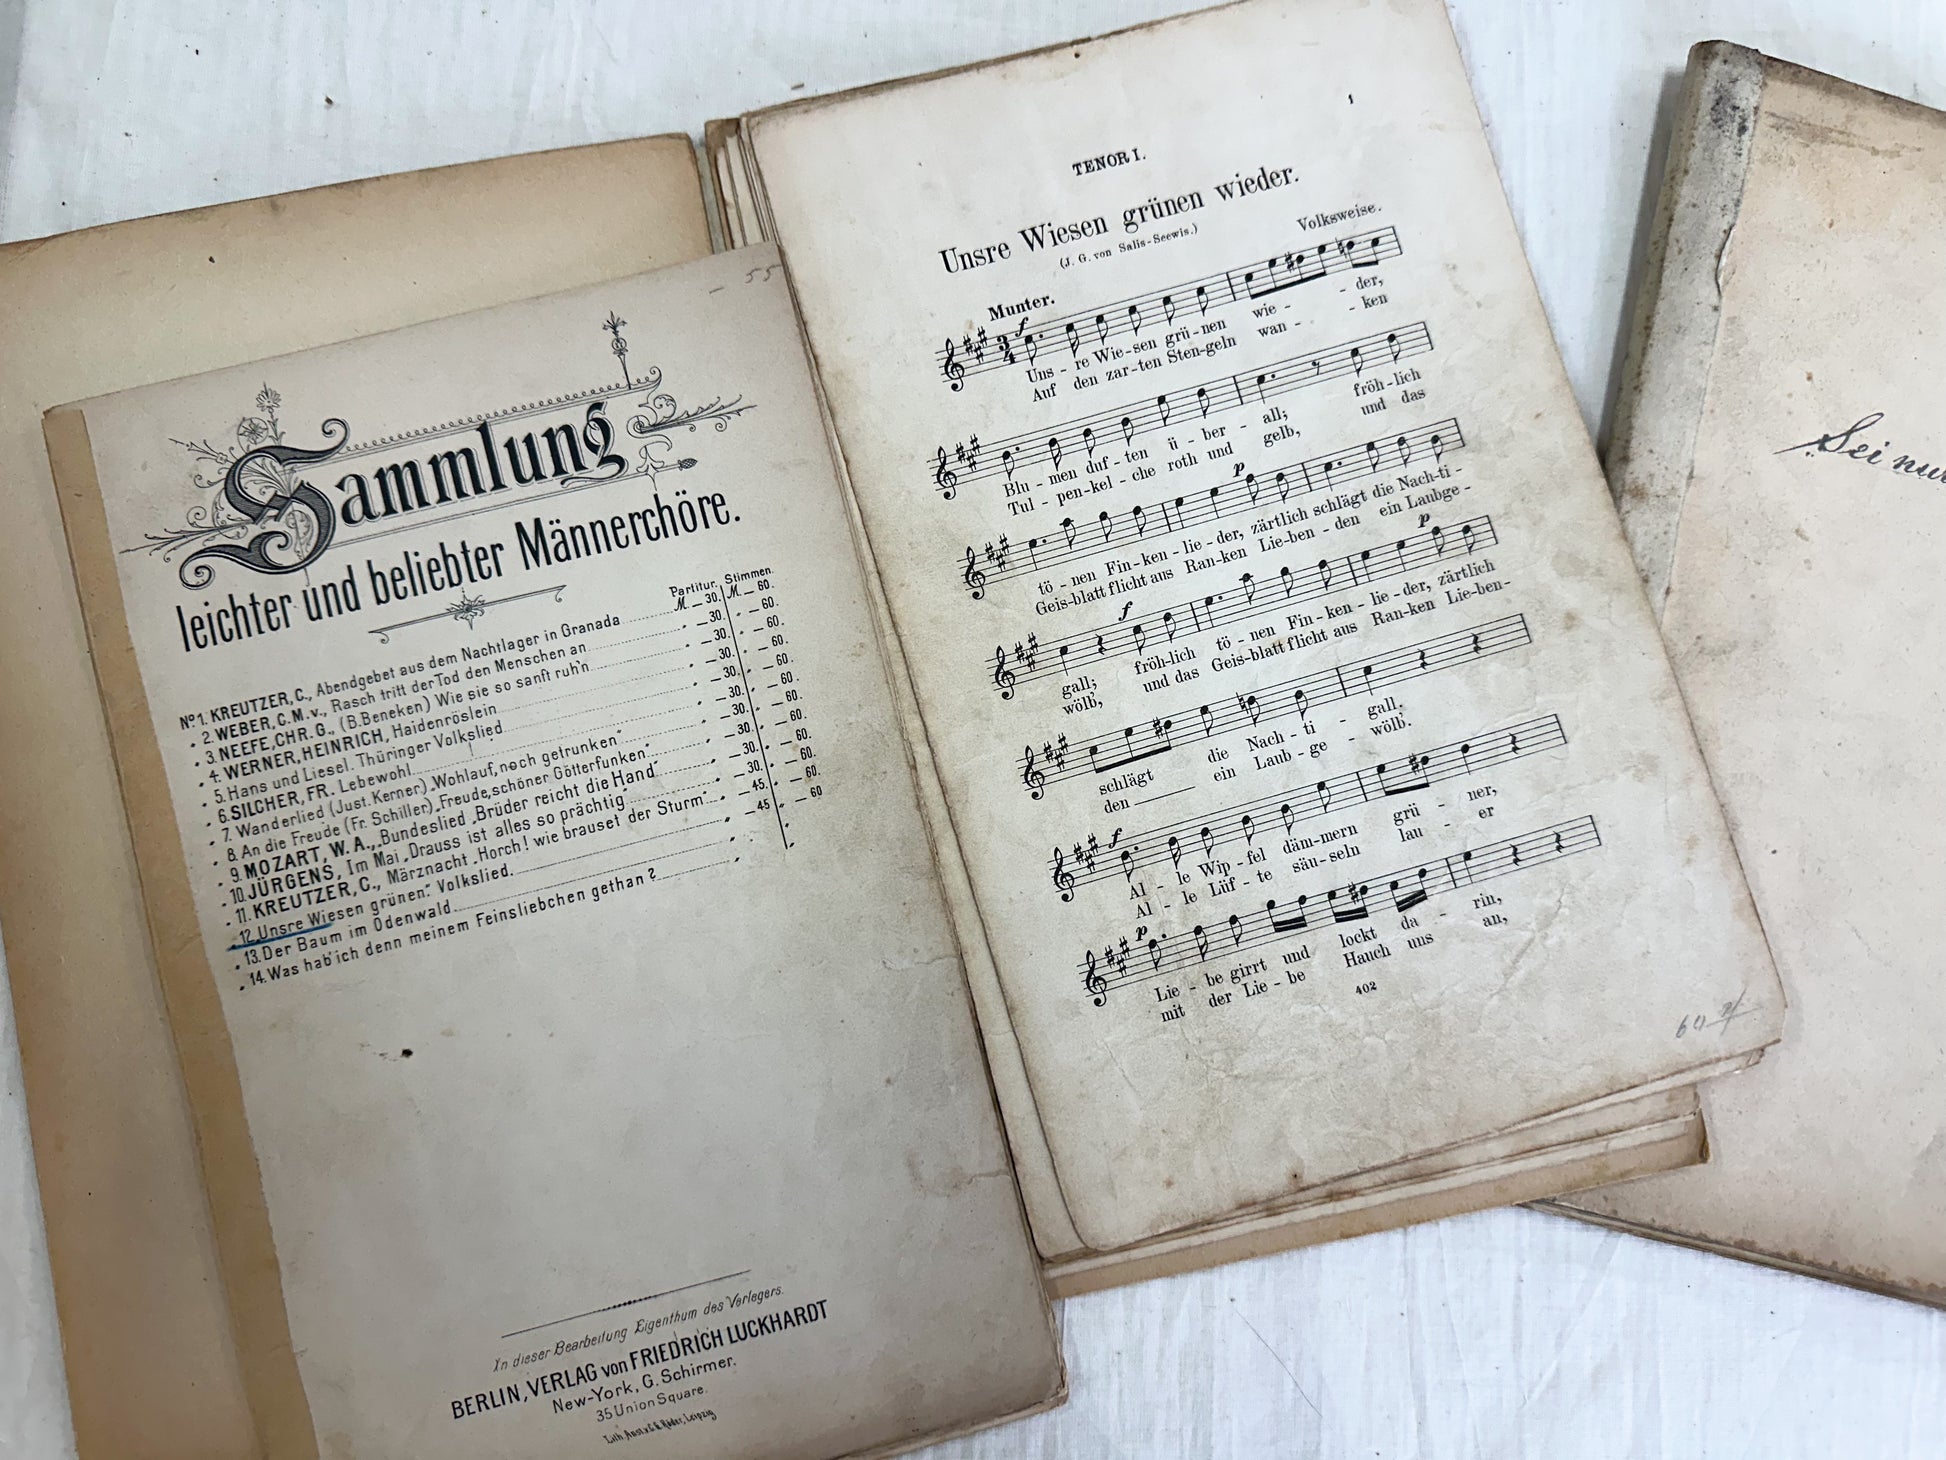 - 55
Sammlung
leichter und beliebter Männerchöre.
Partitur. Stimmen.
No 1. KREUTZER, C., Abendgebet aus dem Nachtlager in Granada M. — 30. M. — 60.
" 2. WEBER, C. M. v., Rasch tritt der Tod den Menschen an " — 30. " — 60.
" 3. NEEFE, CHR. G., (B. Beneken) Wie sie so sanft ruh'n " — 30. " — 60.
" 4. WERNER, HEINRICH, Haidenröslein " — 30. " — 60.
" 5. Hans und Liesel. Thüringer Volkslied " — 30. " — 60.
" 6. SILCHER, FR. Lebewohl " — 30. " — 60.
" 7. Wanderlied (Just. Kerner) „Wohlauf, noch getrunken" " — 30. " — 60.
" 8. An die Freude (Fr. Schiller) „Freude, schöner Götterfunken" " — 30. " — 60.
" 9. MOZART, W. A., „Bundeslied „Brüder reicht die Hand" " — 30. " — 60.
" 10. JÜRGENS, Im Mai „Drauss ist alles so prächtig" " — 30. " — 60.
" 11. KREUTZER, C., Märznacht „Horch! wie brauset der Sturm" " — 45. " — 60.
" 12. Unsre Wiesen grünen." Volkslied. " — 45 " — 60
" 13. Der Baum im Odenwald " "
" 14. Was hab' ich denn meinem Feinsliebchen gethan? " "
In dieser Bearbeitung Eigenthum des Verlegers.
BERLIN, VERLAG von FRIEDRICH LUCKHARDT
New-York, G. Schirmer.
35 Union Square.
Lith. Anst. v. C. G. Röder, Leipzig
1
TENOR I.
Unsre Wiesen grünen wieder.
(J. G. von Salis-Seewis.)
Volksweise.
Munter.
f
3
4
Uns - re Wie - sen grü - nen wie - - der,
Auf den zar - ten Sten - geln wan - - ken
Blu - men duf - ten ü - ber - all; fröh - lich
Tul - pen - kel - che roth und gelb, und das
p
tö - nen Fin - ken - lie - der, zärtlich schlägt die Nach - ti -
Geis - blatt flicht aus Ran - ken Lie - ben - den ein Laubge -
f p
gall; fröh - lich tö - nen Fin - ken - lie - der, zärtlich
wölb, und das Geis - blatt flicht aus Ran - ken Lie - ben -
schlägt die Nach - ti - gall.
den ein Laub - ge - wölb.
f
Al - le Wip - fel däm - mern grü - ner,
Al - le Lüf - te säu - seln lau - er
p
Lie - be girrt und lockt da - rin,
mit der Lie - be Hauch uns an,
402
60
Sei nur